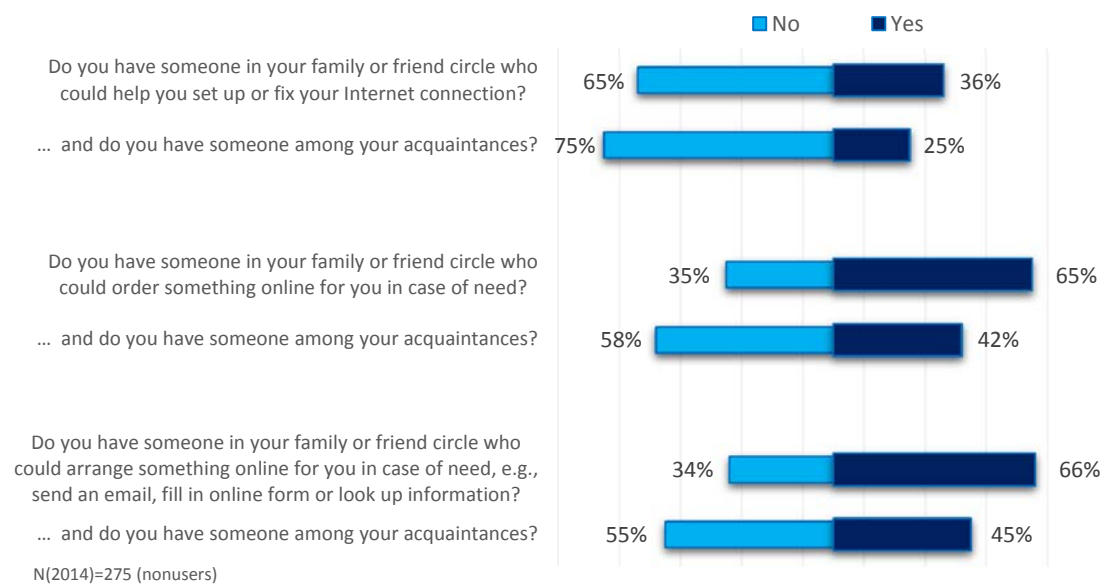 No Yes
Do you have someone in your family or friend circle who
could help you set up or fix your Internet connection?
65% 36%
... and do you have someone among your acquaintances?
75% 25%
Do you have someone in your family or friend circle who
could order something online for you in case of need?
35% 65%
... and do you have someone among your acquaintances?
58% 42%
Do you have someone in your family or friend circle who
could arrange something online for you in case of need, e.g.,
send an email, fill in online form or look up information?
34% 66%
... and do you have someone among your acquaintances?
55% 45%
N(2014)=275 (nonusers)